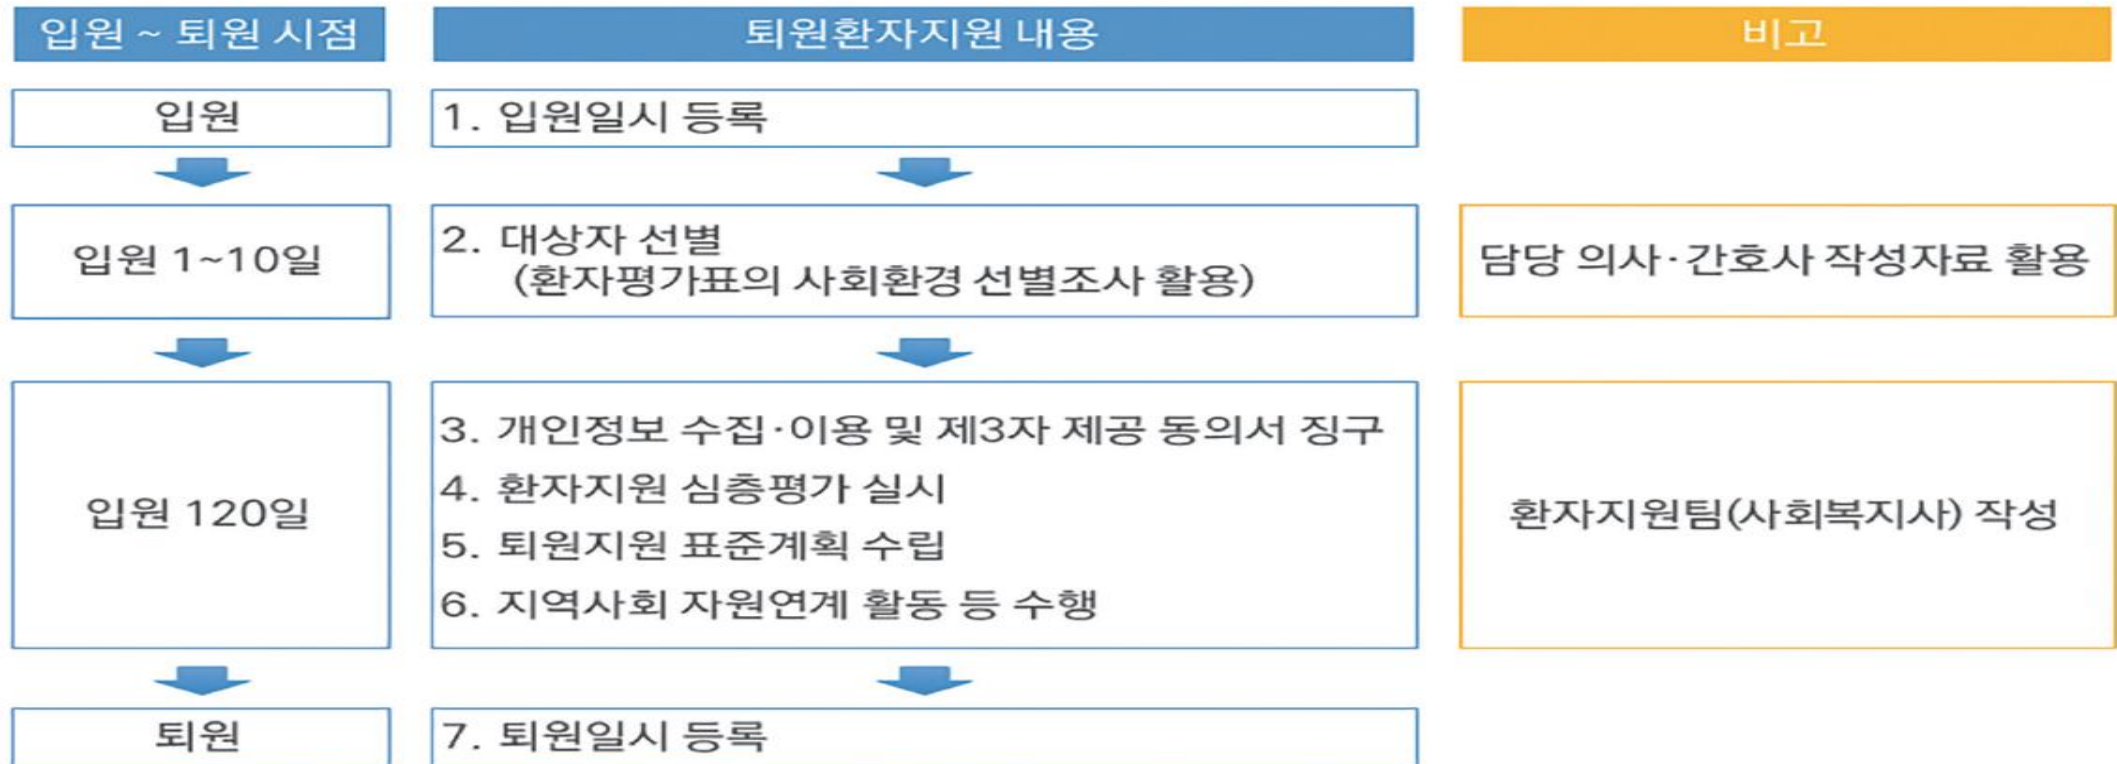 입원 ~ 퇴원 시점
퇴원환자지원 내용
비고
입원
1. 입원일시 등록
입원 1~10일
2. 대상자 선별
(환자평가표의 사회환경 선별조사 활용)
담당 의사·간호사 작성자료 활용
입원 120일
3. 개인정보 수집·이용 및 제3자 제공 동의서 징구
4. 환자지원 심층평가 실시
5. 퇴원지원 표준계획 수립
6. 지역사회 자원연계 활동 등 수행
환자지원팀(사회복지사) 작성
퇴원
7. 퇴원일시 등록